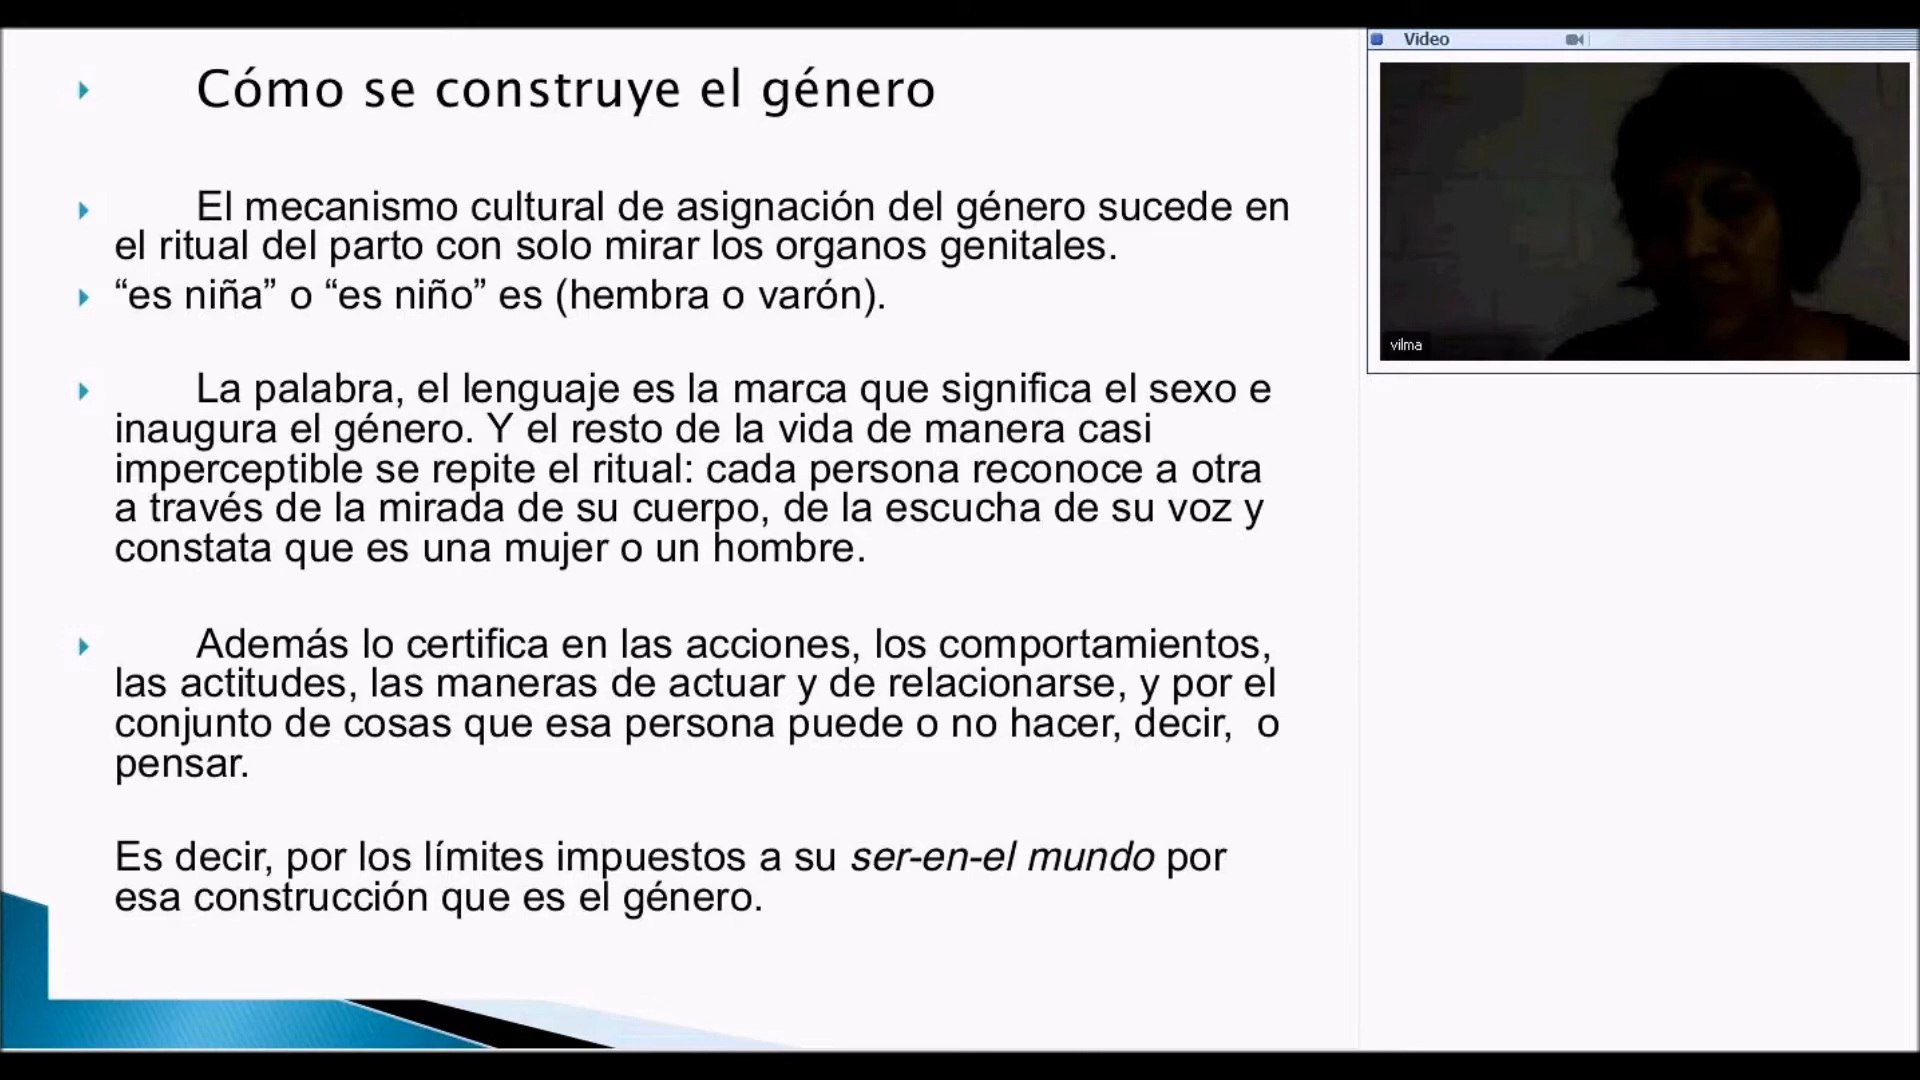 Cómo se construye el género
El mecanismo cultural de asignación del género sucede en
el ritual del parto con solo mirar los organos genitales.
“es niña” o “es niño” es (hembra o varón).
La palabra, el lenguaje es la marca que significa el sexo e
inaugura el género. Y el resto de la vida de manera casi
imperceptible se repite el ritual: cada persona reconoce a otra
a través de la mirada de su cuerpo, de la escucha de su voz y
constata que es una mujer o un hombre.
Además lo certifica en las acciones, los comportamientos,
las actitudes, las maneras de actuar y de relacionarse, y por el
conjunto de cosas que esa persona puede o no hacer, decir, o
pensar.
Es decir, por los límites impuestos a su ser-en-el mundo por
esa construcción que es el género.
Video
vilma